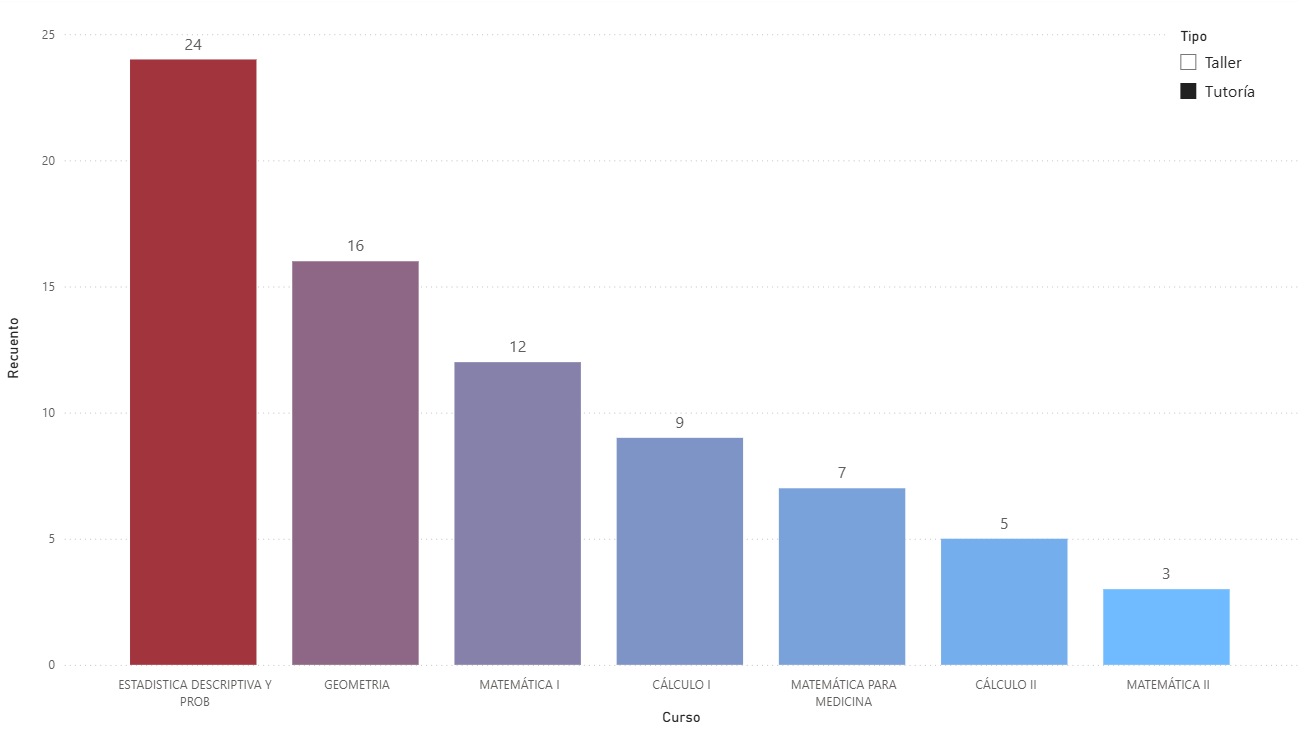 25
20
15
10
5
0
Recuento
24
16
12
9
7
5
3
Tipo
Taller
Tutoría
ESTADISTICA DESCRIPTIVA Y
PROB
GEOMETRIA
MATEMÁTICA I
CÁLCULO I
MATEMÁTICA PARA
MEDICINA
CÁLCULO II
MATEMÁTICA II
Curso